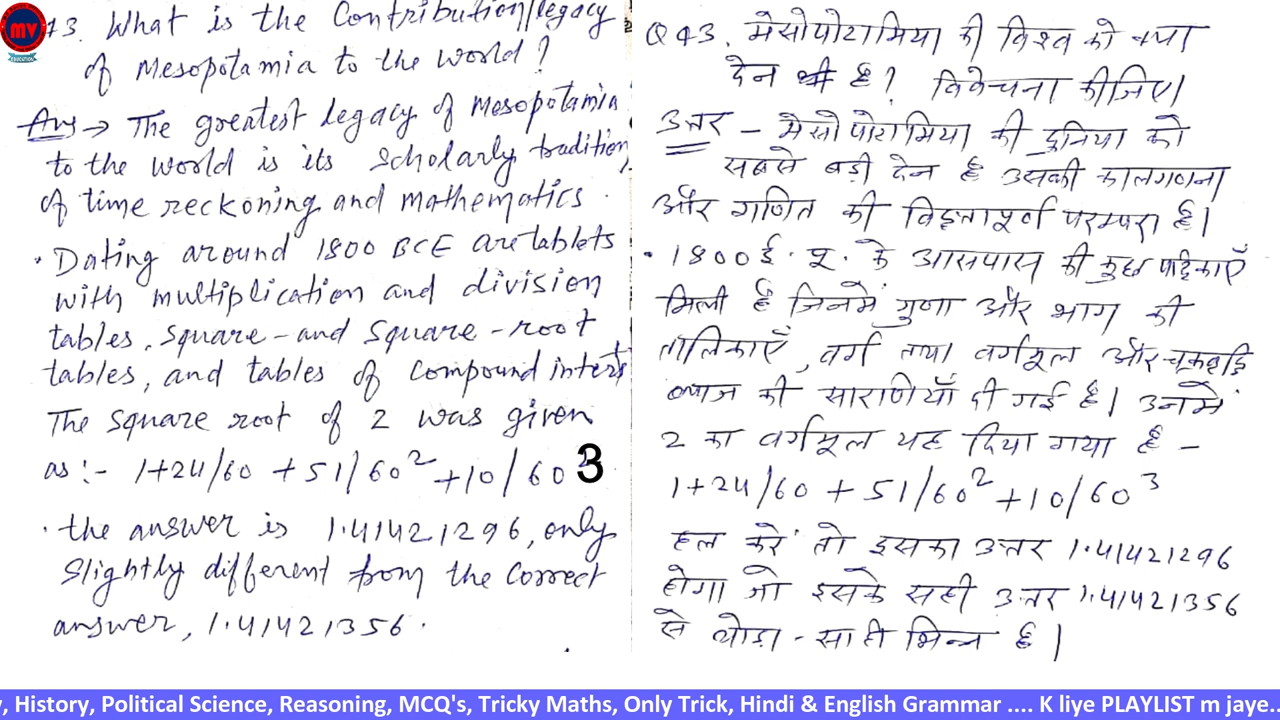 mv
EDUCATION
43. What is the Contribution/legacy
of Mesopotamia to the world?
Ans → The greatest legacy of Mesopotamia
to the world is its scholarly tradition
of time reckoning and mathematics.
• Dating around 1800 BCE are tablets
with multiplication and division
tables, square-and square-root
tables, and tables of compound interst
The square root of 2 was given
as:- 1+24/60 + 51/60² +10/60 3
• the answer is 1.41421296, only
slightly different from the correct
answer, 1.41421356.
Q 43. मेसोपोटामिया की विश्व को क्या
देन है? विवेचना कीजिए।
उत्तर – मेसोपोटामिया की दुनिया को
सबसे बड़ी देन है उसकी कालगणना
और गणित की विद्वत्तापूर्ण परम्परा है।
• 1800 ई. पू. के आसपास की कुछ पट्टिकाएँ
मिली है जिनमें गुणा और भाग की
तालिकाएँ, वर्ग तथा वर्गमूल और चक्रवृद्धि
ब्याज की सारणियाँ दी गई है। उनमें
2 का वर्गमूल यह दिया गया है –
1+24/60 + 51/60² +10/60³
हल करें तो इसका उत्तर 1.41421296
होगा जो इसके सही उत्तर 1.41421356
से थोड़ा-सा ही भिन्न है।
, History, Political Science, Reasoning, MCQ's, Tricky Maths, Only Trick, Hindi & English Grammar .... K liye PLAYLIST m jaye..